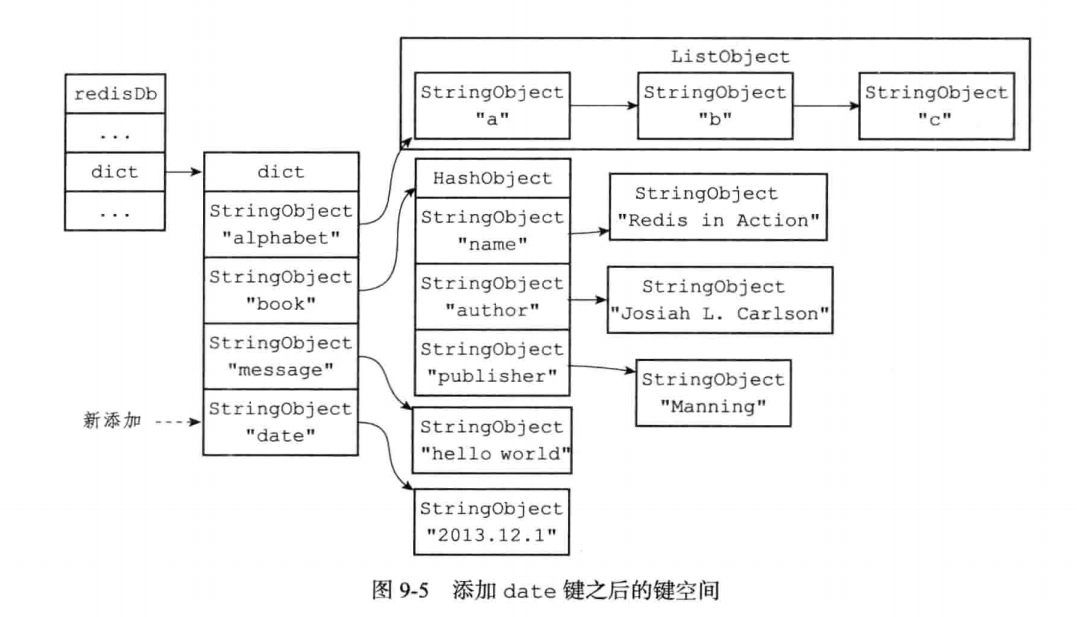 redisDb
...
dict
...
dict
StringObject
"alphabet"
StringObject
"book"
StringObject
"message"
新添加
StringObject
"date"
ListObject
StringObject
"a"
StringObject
"b"
StringObject
"c"
HashObject
StringObject
"name"
StringObject
"author"
StringObject
"publisher"
StringObject
"Redis in Action"
StringObject
"Josiah L. Carlson"
StringObject
"Manning"
StringObject
"hello world"
StringObject
"2013.12.1"
图 9-5 添加 date 键之后的键空间